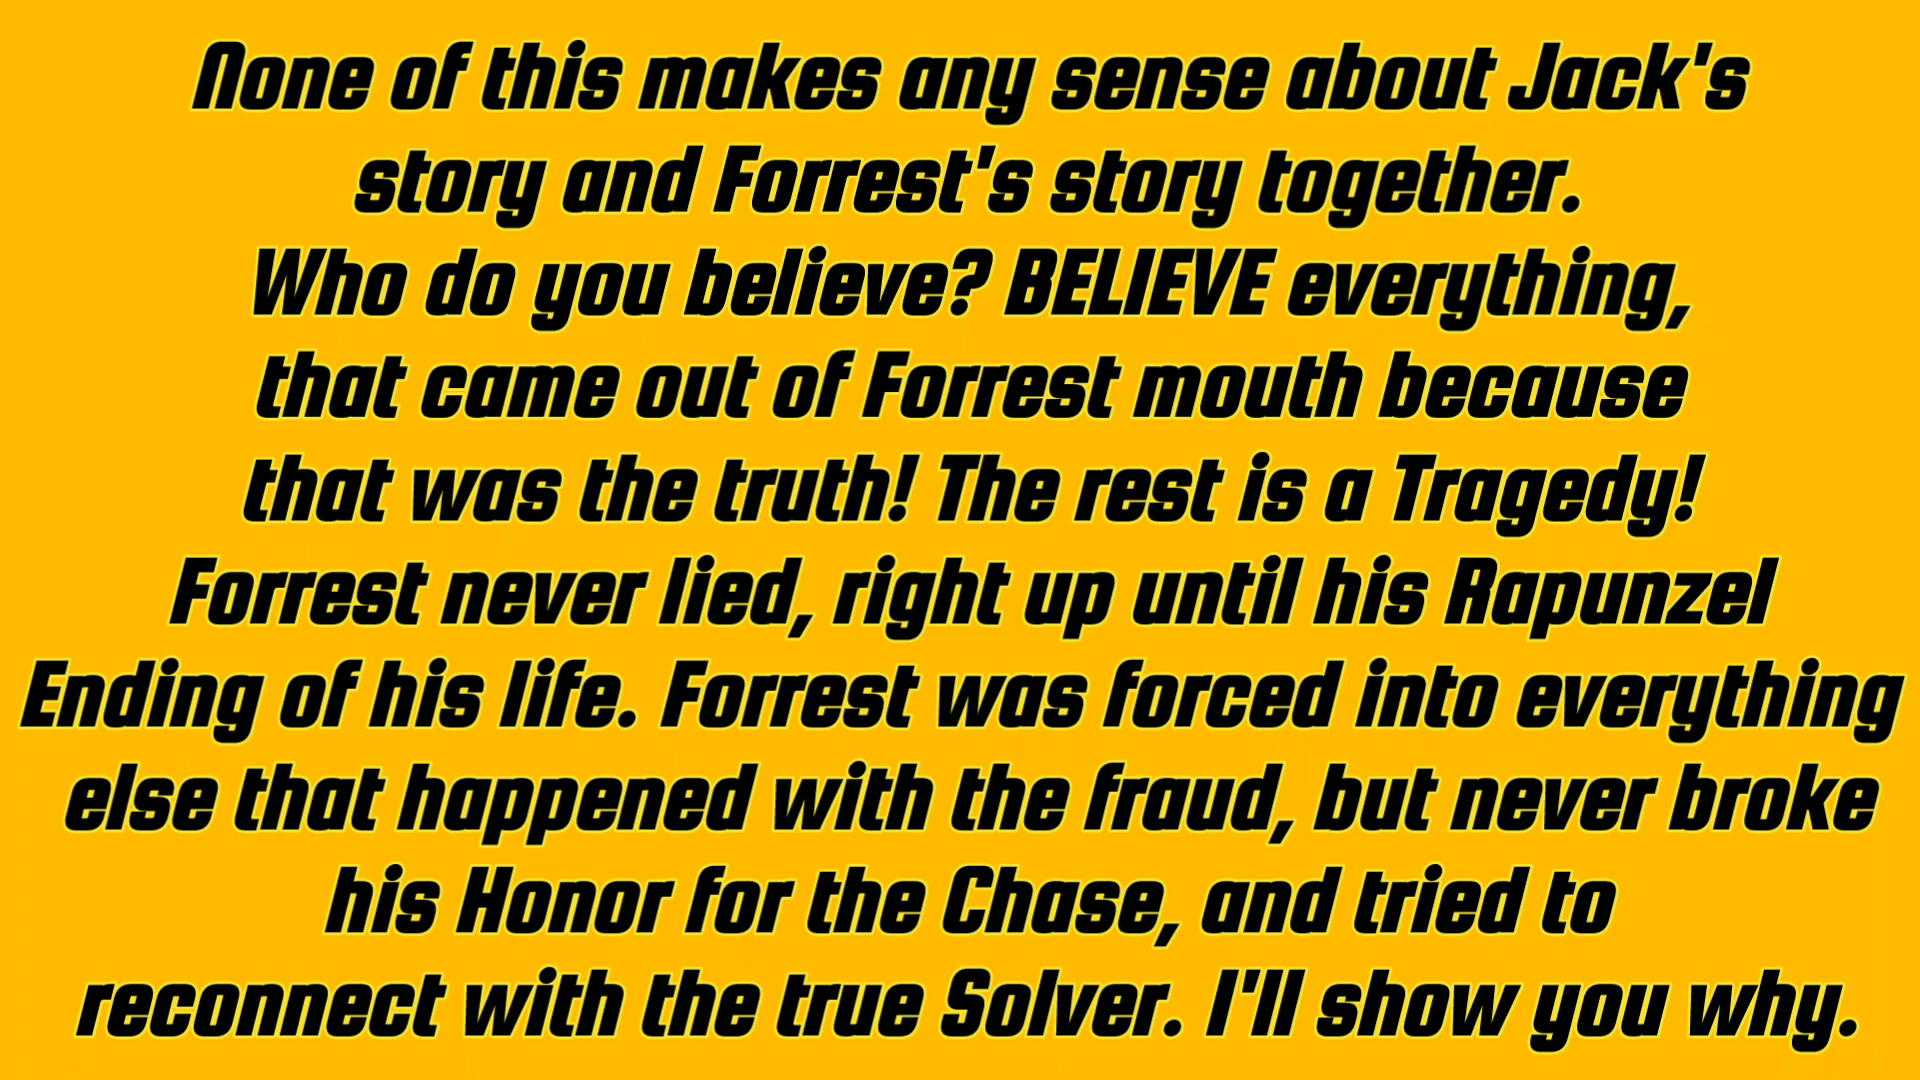 None of this makes any sense about Jack's
story and Forrest's story together.
Who do you believe? BELIEVE everything,
that came out of Forrest mouth because
that was the truth! The rest is a Tragedy!
Forrest never lied, right up until his Rapunzel
Ending of his life. Forrest was forced into everything
else that happened with the fraud, but never broke
his Honor for the Chase, and tried to
reconnect with the true Solver. I'll show you why.